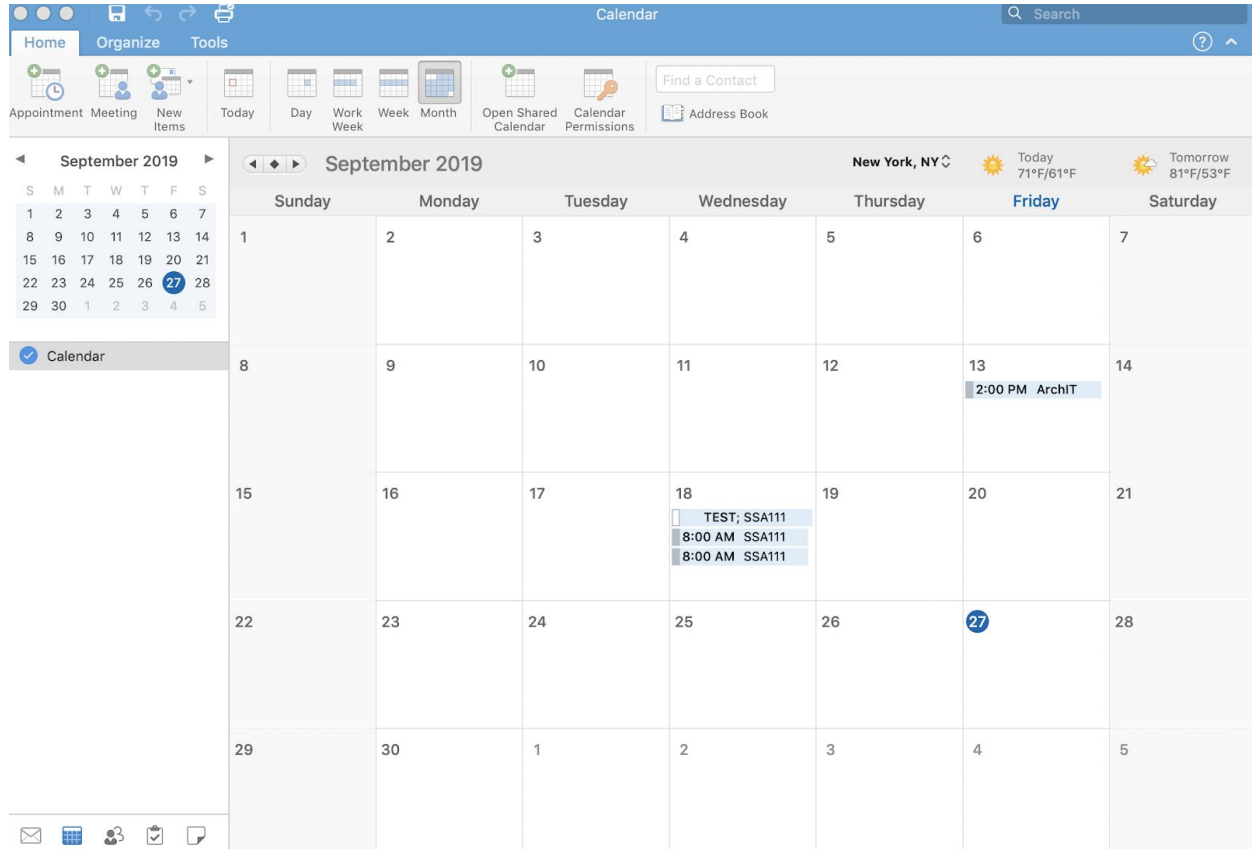 Calendar
Search
Home Organize Tools
?
Appointment Meeting New Items Today Day Work Week Week Month Open Shared Calendar Calendar Permissions
Find a Contact
Address Book
September 2019
S M T W T F S
1 2 3 4 5 6 7
8 9 10 11 12 13 14
15 16 17 18 19 20 21
22 23 24 25 26 27 28
29 30 1 2 3 4 5
Calendar
September 2019
New York, NY
Today
71°F/61°F
Tomorrow
81°F/53°F
Sunday Monday Tuesday Wednesday Thursday Friday Saturday
1 2 3 4 5 6 7
8 9 10 11 12 13 14
2:00 PM ArchIT
15 16 17 18 19 20 21
TEST; SSA111
8:00 AM SSA111
8:00 AM SSA111
22 23 24 25 26 27 28
29 30 1 2 3 4 5